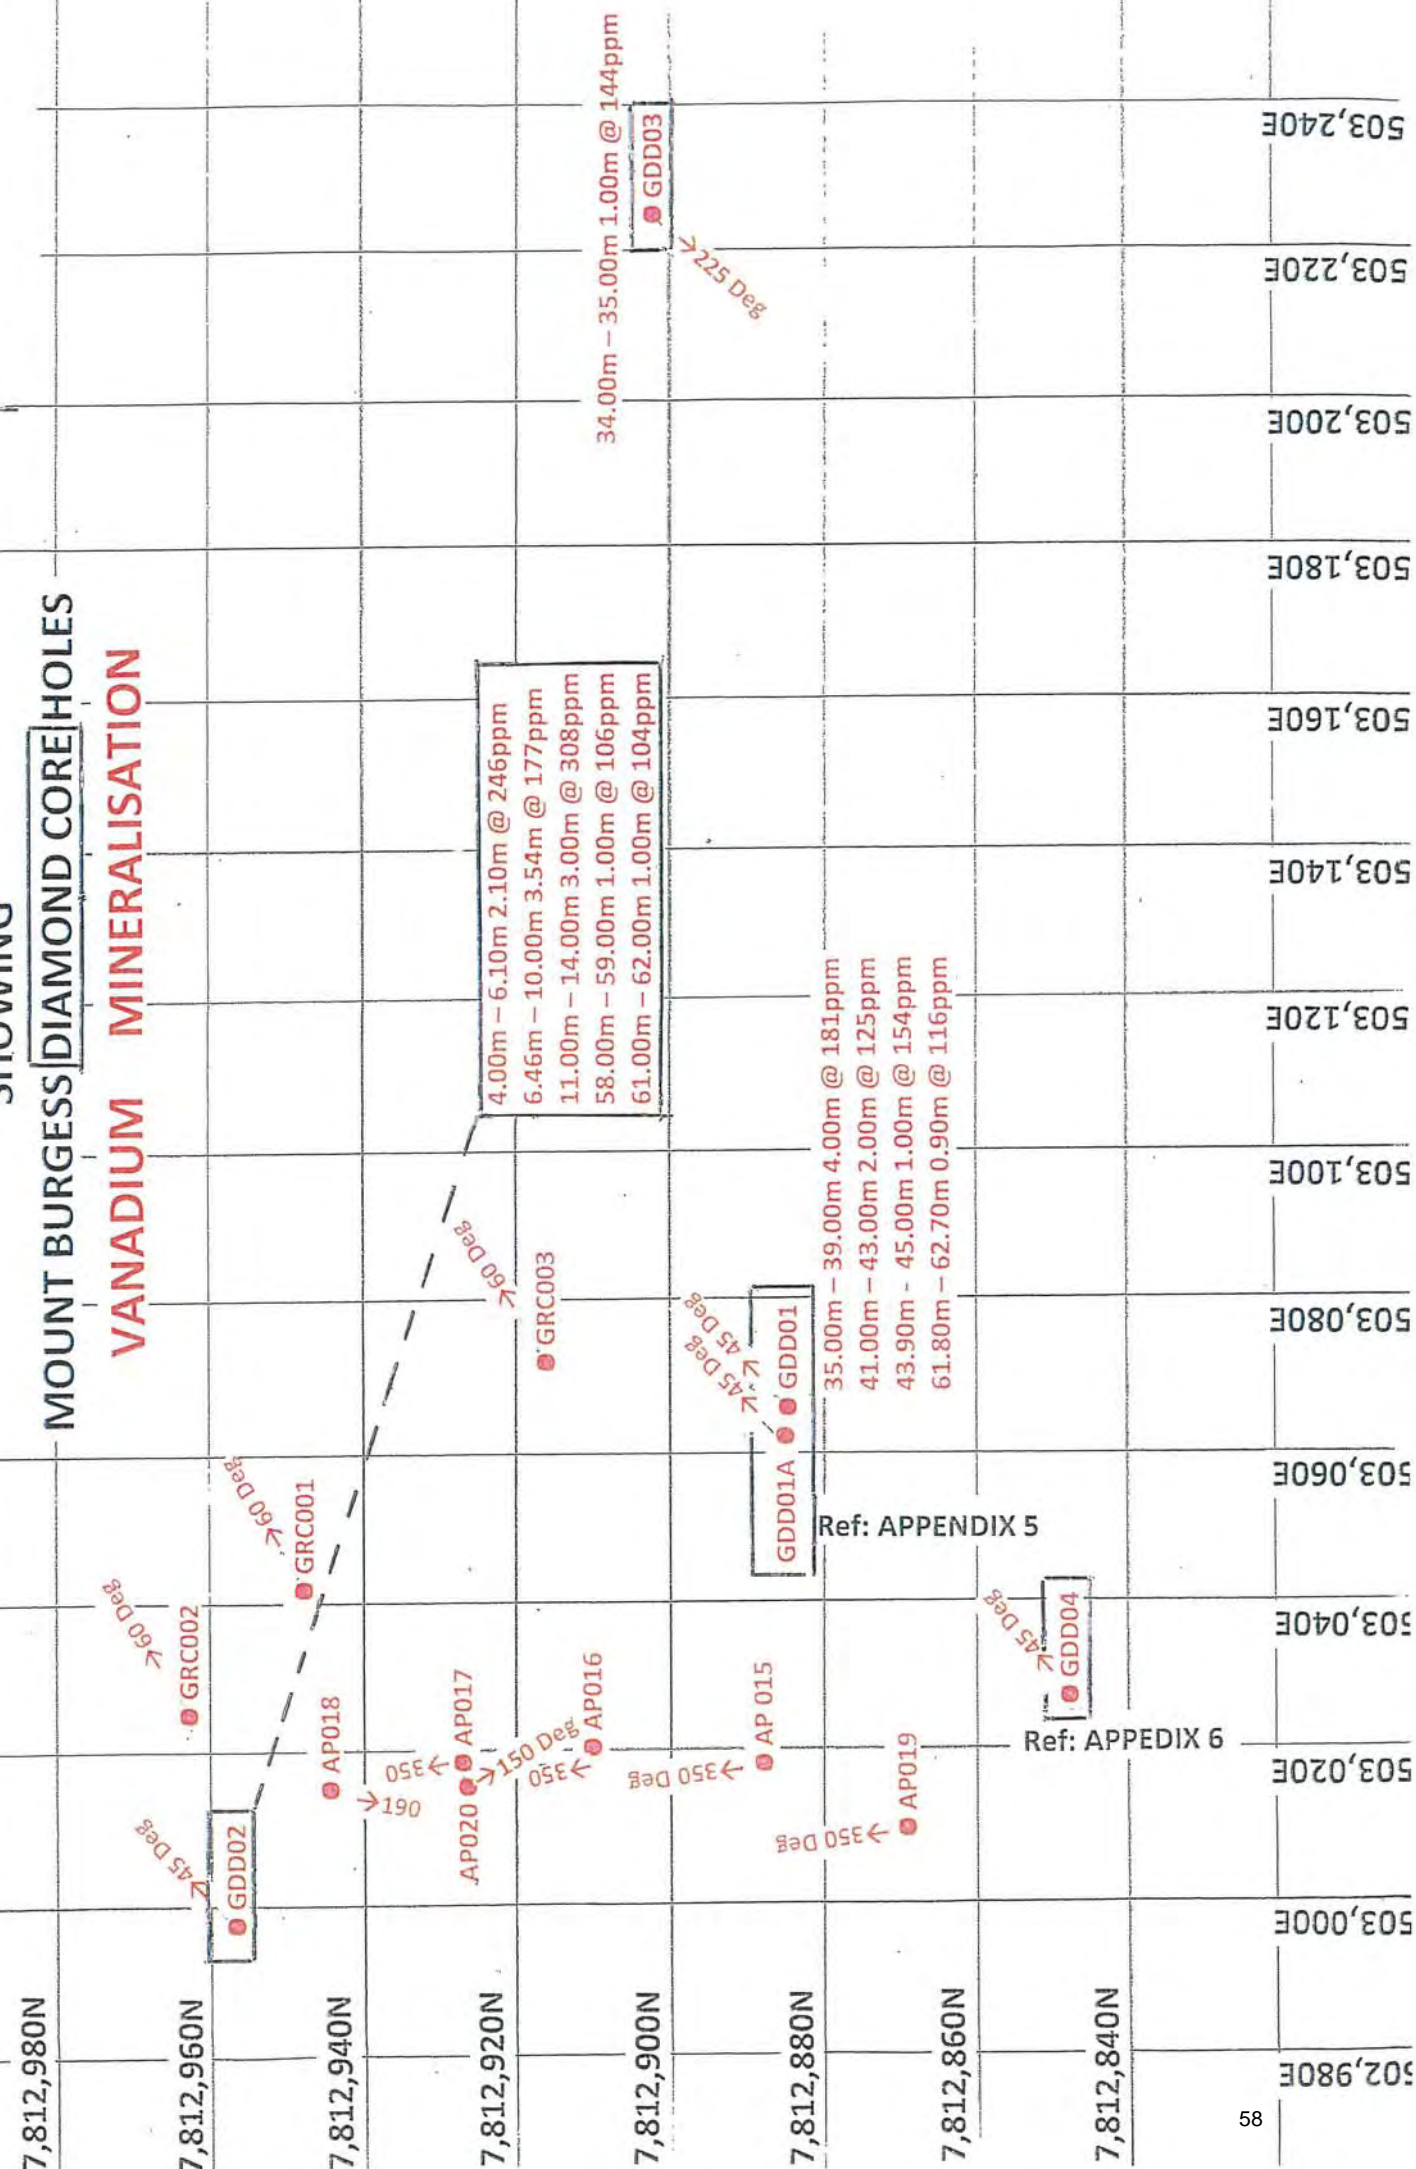 SHOWING
MOUNT BURGESS DIAMOND CORE HOLES
VANADIUM MINERALISATION
7,812,980N
7,812,960N
7,812,940N
7,812,920N
7,812,900N
7,812,880N
7,812,860N
7,812,840N
45 Deg
GDD02
60 Deg
GRC002
60 Deg
GRC001
AP018
190
350
AP017
AP020
150 Deg
350
AP016
350 Deg
AP 015
350 Deg
AP019
60 Deg
GRC003
4.00m – 6.10m 2.10m @ 246ppm
6.46m – 10.00m 3.54m @ 177ppm
11.00m – 14.00m 3.00m @ 308ppm
58.00m – 59.00m 1.00m @ 106ppm
61.00m – 62.00m 1.00m @ 104ppm
34.00m – 35.00m 1.00m @ 144ppm
GDD03
225 Deg
45 Deg
45 Deg
GDD01A
GDD01
35.00m – 39.00m 4.00m @ 181ppm
41.00m – 43.00m 2.00m @ 125ppm
43.90m - 45.00m 1.00m @ 154ppm
61.80m – 62.70m 0.90m @ 116ppm
Ref: APPENDIX 5
45 Deg
GDD04
Ref: APPEDIX 6
502,980E
503,000E
503,020E
503,040E
503,060E
503,080E
503,100E
503,120E
503,140E
503,160E
503,180E
503,200E
503,220E
503,240E
58